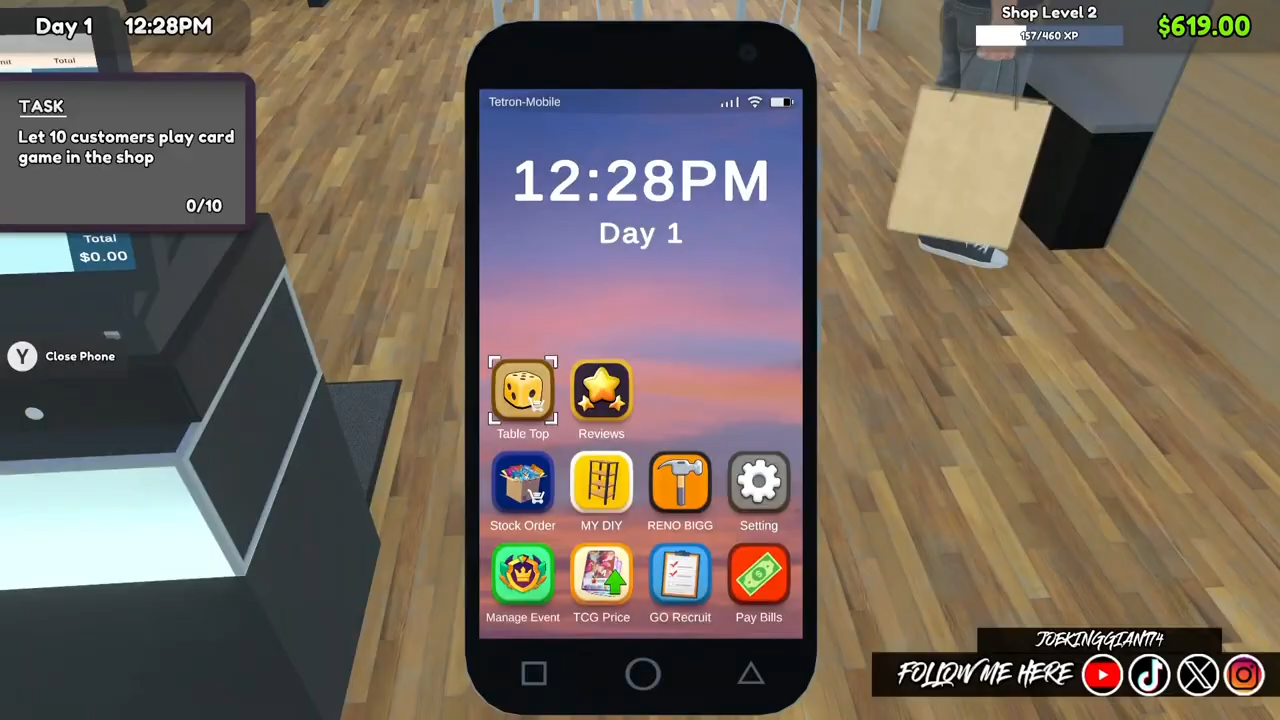 Day 1 12:28PM
Total
TASK
Let 10 customers play card
game in the shop
0/10
Total
$0.00
Y Close Phone
Tetron-Mobile
12:28PM
Day 1
Table Top Reviews
Stock Order MY DIY RENO BIGG Setting
Manage Event TCG Price GO Recruit Pay Bills
Shop Level 2
157/460 XP
$619.00
JOEKINGGIANT74
FOLLOW ME HERE